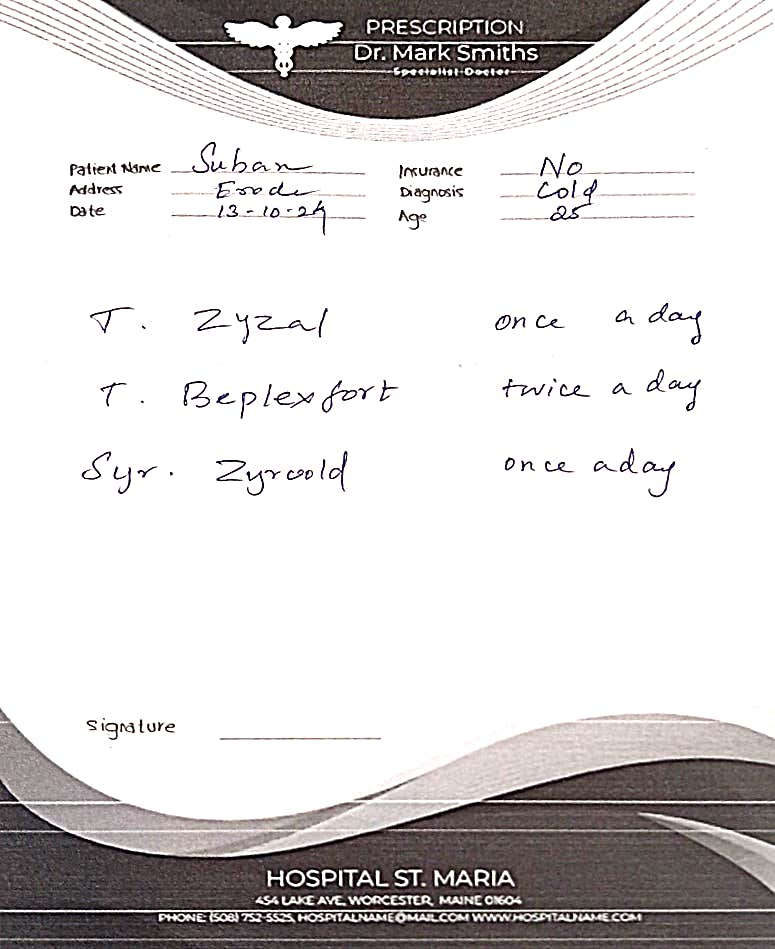 PRESCRIPTION
Dr. Mark Smiths
Specialist Doctor
Patient Name Suban Insurance No
Address Erode Diagnosis Cold
Date 13-10-24 Age 25
T. Zyzal once a day
T. Beplexfort twice a day
Syr. Zyrcold once a day
Signature
HOSPITAL ST. MARIA
454 LAKE AVE, WORCESTER, MAINE 01604
PHONE: (508) 752-5525, HOSPITALNAME@MAIL.COM WWW.HOSPITALNAME.COM